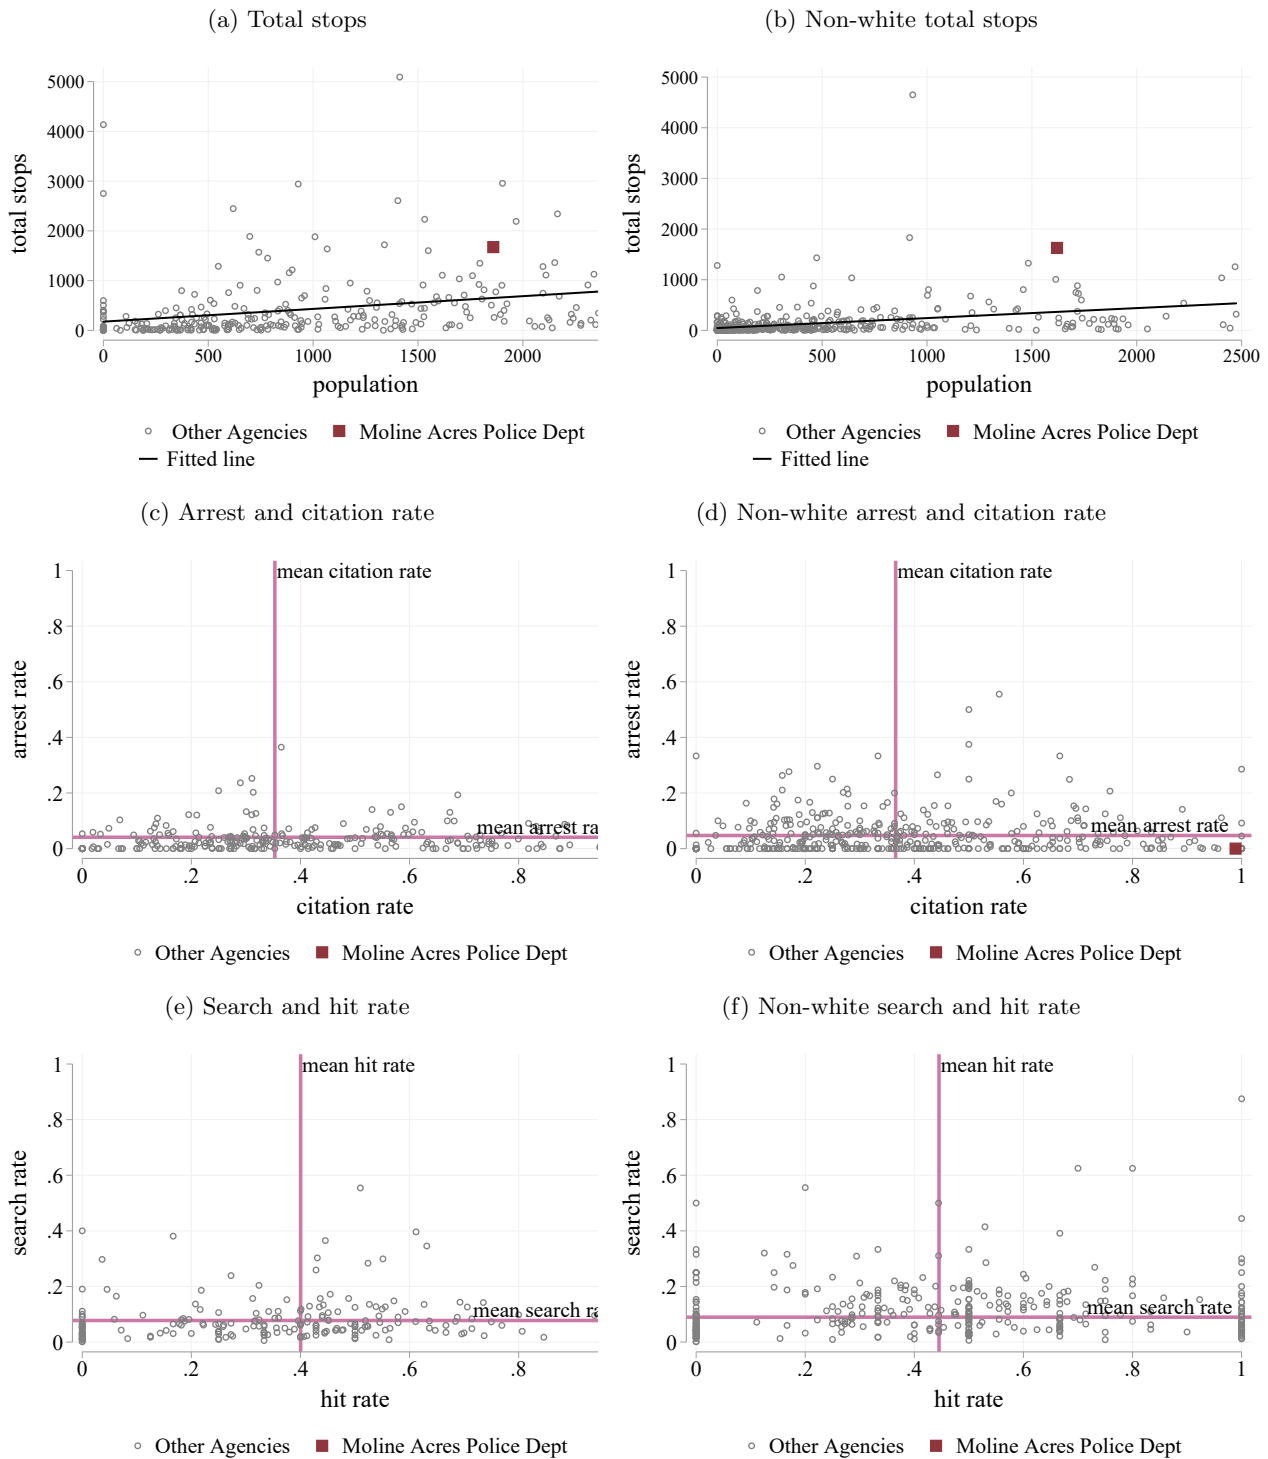 (a) Total stops
(b) Non-white total stops
total stops
5000
4000
3000
2000
1000
0
0 500 1000 1500 2000
population
Other Agencies Moline Acres Police Dept
Fitted line
total stops
5000
4000
3000
2000
1000
0
0 500 1000 1500 2000 2500
population
Other Agencies Moline Acres Police Dept
Fitted line
(c) Arrest and citation rate
(d) Non-white arrest and citation rate
arrest rate
1
.8
.6
.4
.2
0
mean citation rate
mean arrest ra
0 .2 .4 .6 .8
citation rate
Other Agencies Moline Acres Police Dept
arrest rate
1
.8
.6
.4
.2
0
mean citation rate
mean arrest rate
0 .2 .4 .6 .8 1
citation rate
Other Agencies Moline Acres Police Dept
(e) Search and hit rate
(f) Non-white search and hit rate
search rate
1
.8
.6
.4
.2
0
mean hit rate
mean search ra
0 .2 .4 .6 .8
hit rate
Other Agencies Moline Acres Police Dept
search rate
1
.8
.6
.4
.2
0
mean hit rate
mean search rate
0 .2 .4 .6 .8 1
hit rate
Other Agencies Moline Acres Police Dept